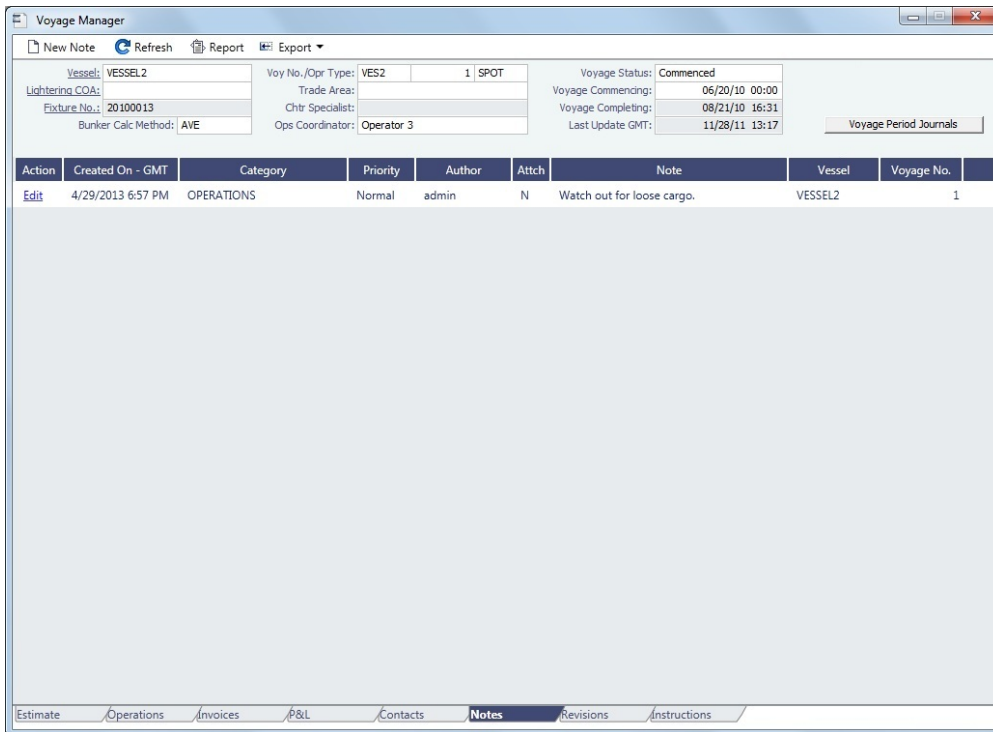 Voyage Manager
New Note Refresh Report Export
Vessel: VESSEL2 Voy No./Opr Type: VES2 1 SPOT Voyage Status: Commenced
Lightering COA: Trade Area: Voyage Commencing: 06/20/10 00:00
Fixture No.: 20100013 Chtr Specialist: Voyage Completing: 08/21/10 16:31
Bunker Calc Method: AVE Ops Coordinator: Operator 3 Last Update GMT: 11/28/11 13:17 Voyage Period Journals
Action Created On - GMT Category Priority Author Attch Note Vessel Voyage No.
Edit 4/29/2013 6:57 PM OPERATIONS Normal admin N Watch out for loose cargo. VESSEL2 1
Estimate Operations Invoices P&L Contacts Notes Revisions Instructions